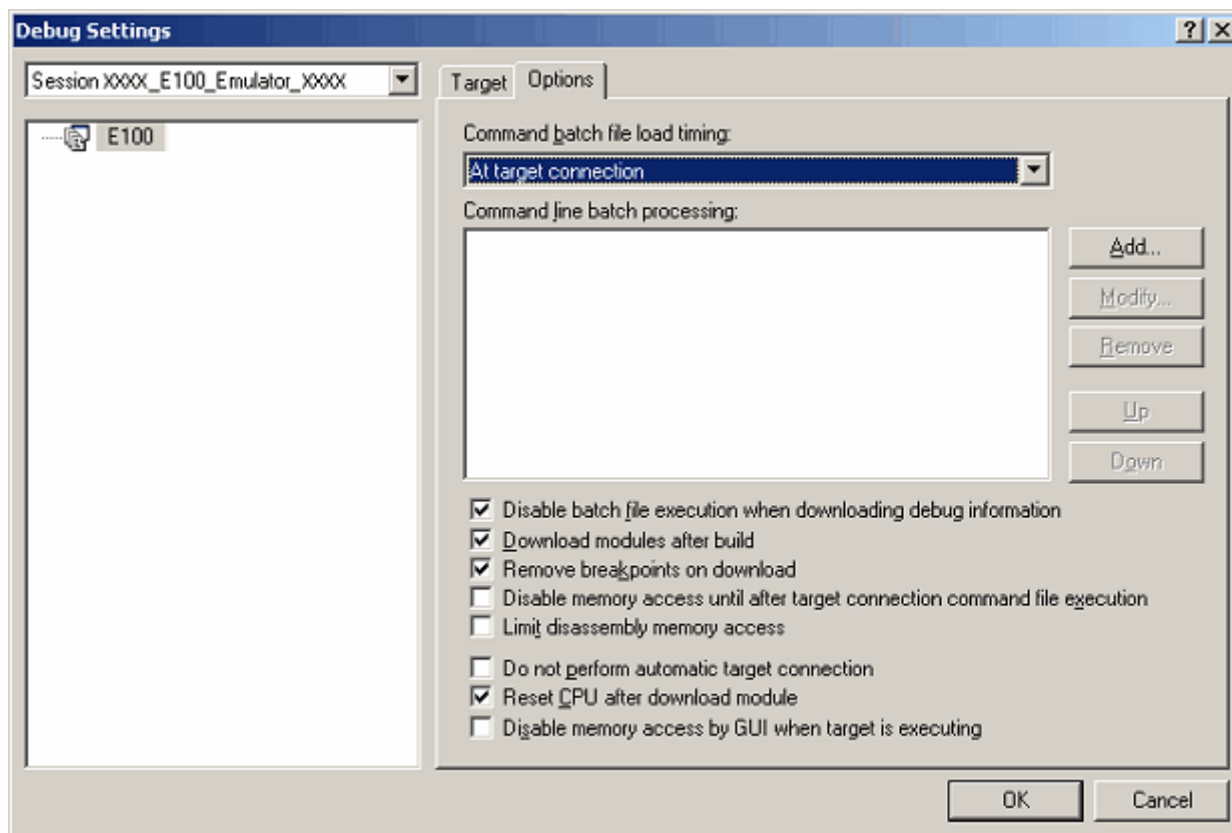 Debug Settings
Session XXXX_E100_Emulator_XXXX
E100
Target
Options
Command batch file load timing:
At target connection
Command line batch processing:
Add...
Modify...
Remove
Up
Down
Disable batch file execution when downloading debug information
Download modules after build
Remove breakpoints on download
Disable memory access until after target connection command file execution
Limit disassembly memory access
Do not perform automatic target connection
Reset CPU after download module
Disable memory access by GUI when target is executing
OK
Cancel